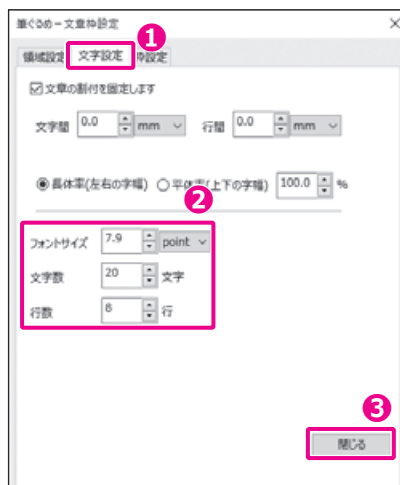 筆ぐるめ-文章枠設定
1
領域設定 文字設定 枠設定
文章の割付を固定します
文字間 0.0 mm 行間 0.0 mm
長体率(左右の字幅) 平体率(上下の字幅) 100.0 %
2
フォントサイズ 7.9 point
文字数 20 文字
行数 8 行
3
閉じる